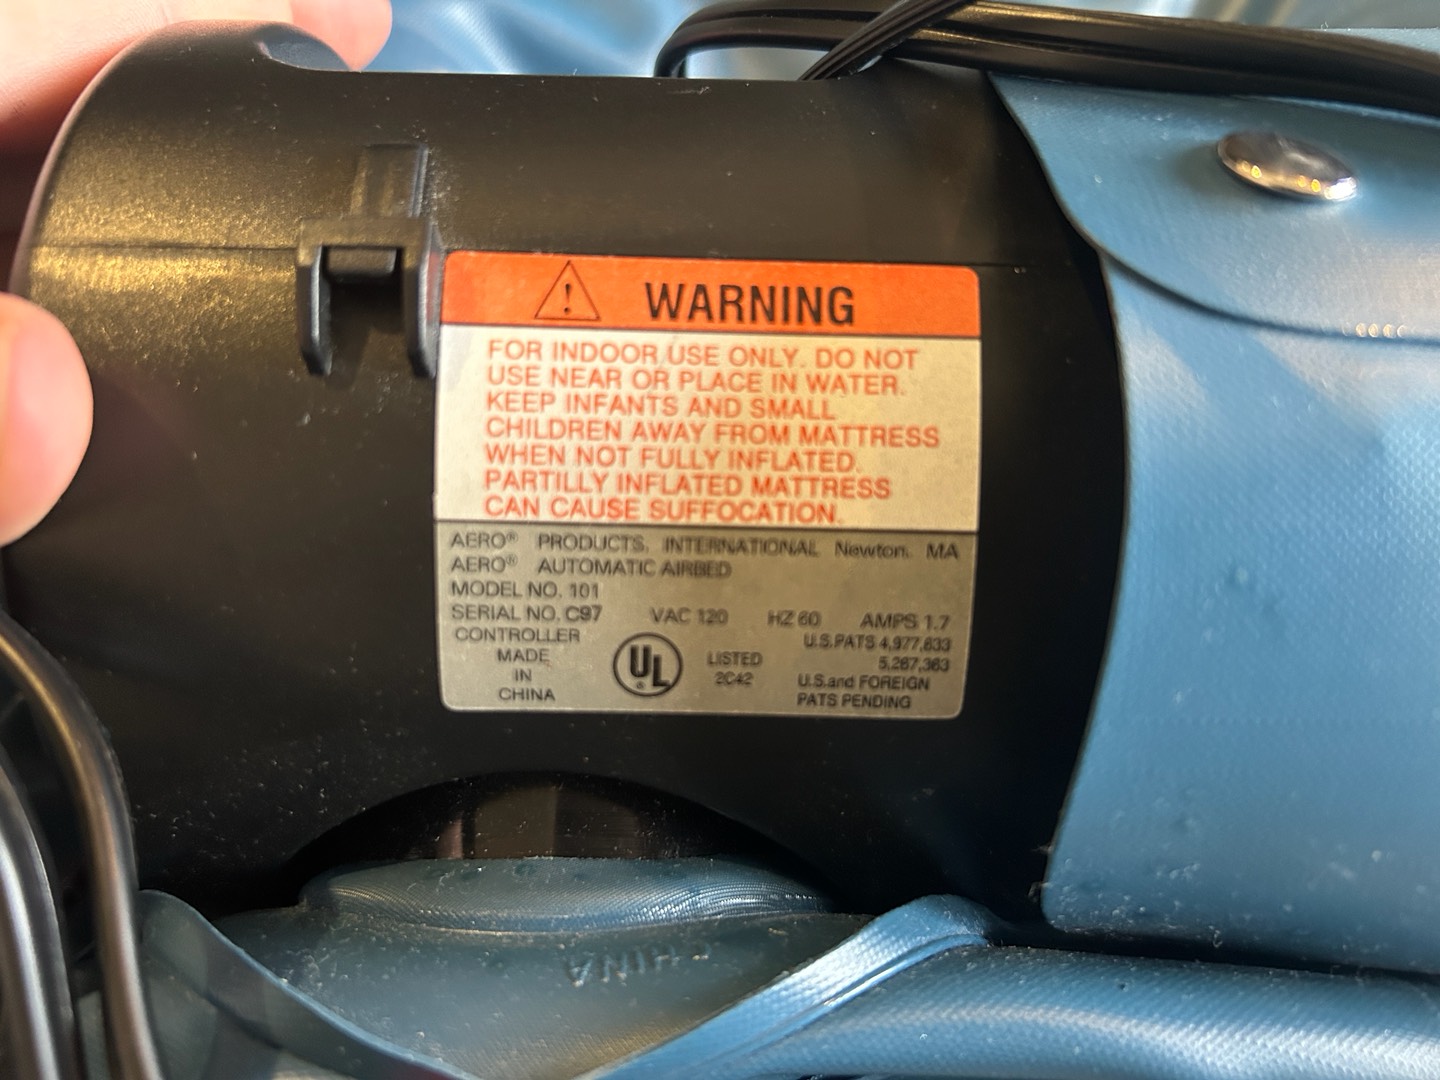 WARNING
FOR INDOOR USE ONLY. DO NOT
USE NEAR OR PLACE IN WATER.
KEEP INFANTS AND SMALL
CHILDREN AWAY FROM MATTRESS
WHEN NOT FULLY INFLATED.
PARTILLY INFLATED MATTRESS
CAN CAUSE SUFFOCATION.
AERO® PRODUCTS, INTERNATIONAL Newton, MA
AERO® AUTOMATIC AIRBED
MODEL NO. 101
SERIAL NO. C97 VAC 120 HZ 60 AMPS 1.7
CONTROLLER
MADE
IN
CHINA
UL®
LISTED
2C42
U.S.PATS 4,977,633
5,267,363
U.S.and FOREIGN
PATS PENDING
CHINA